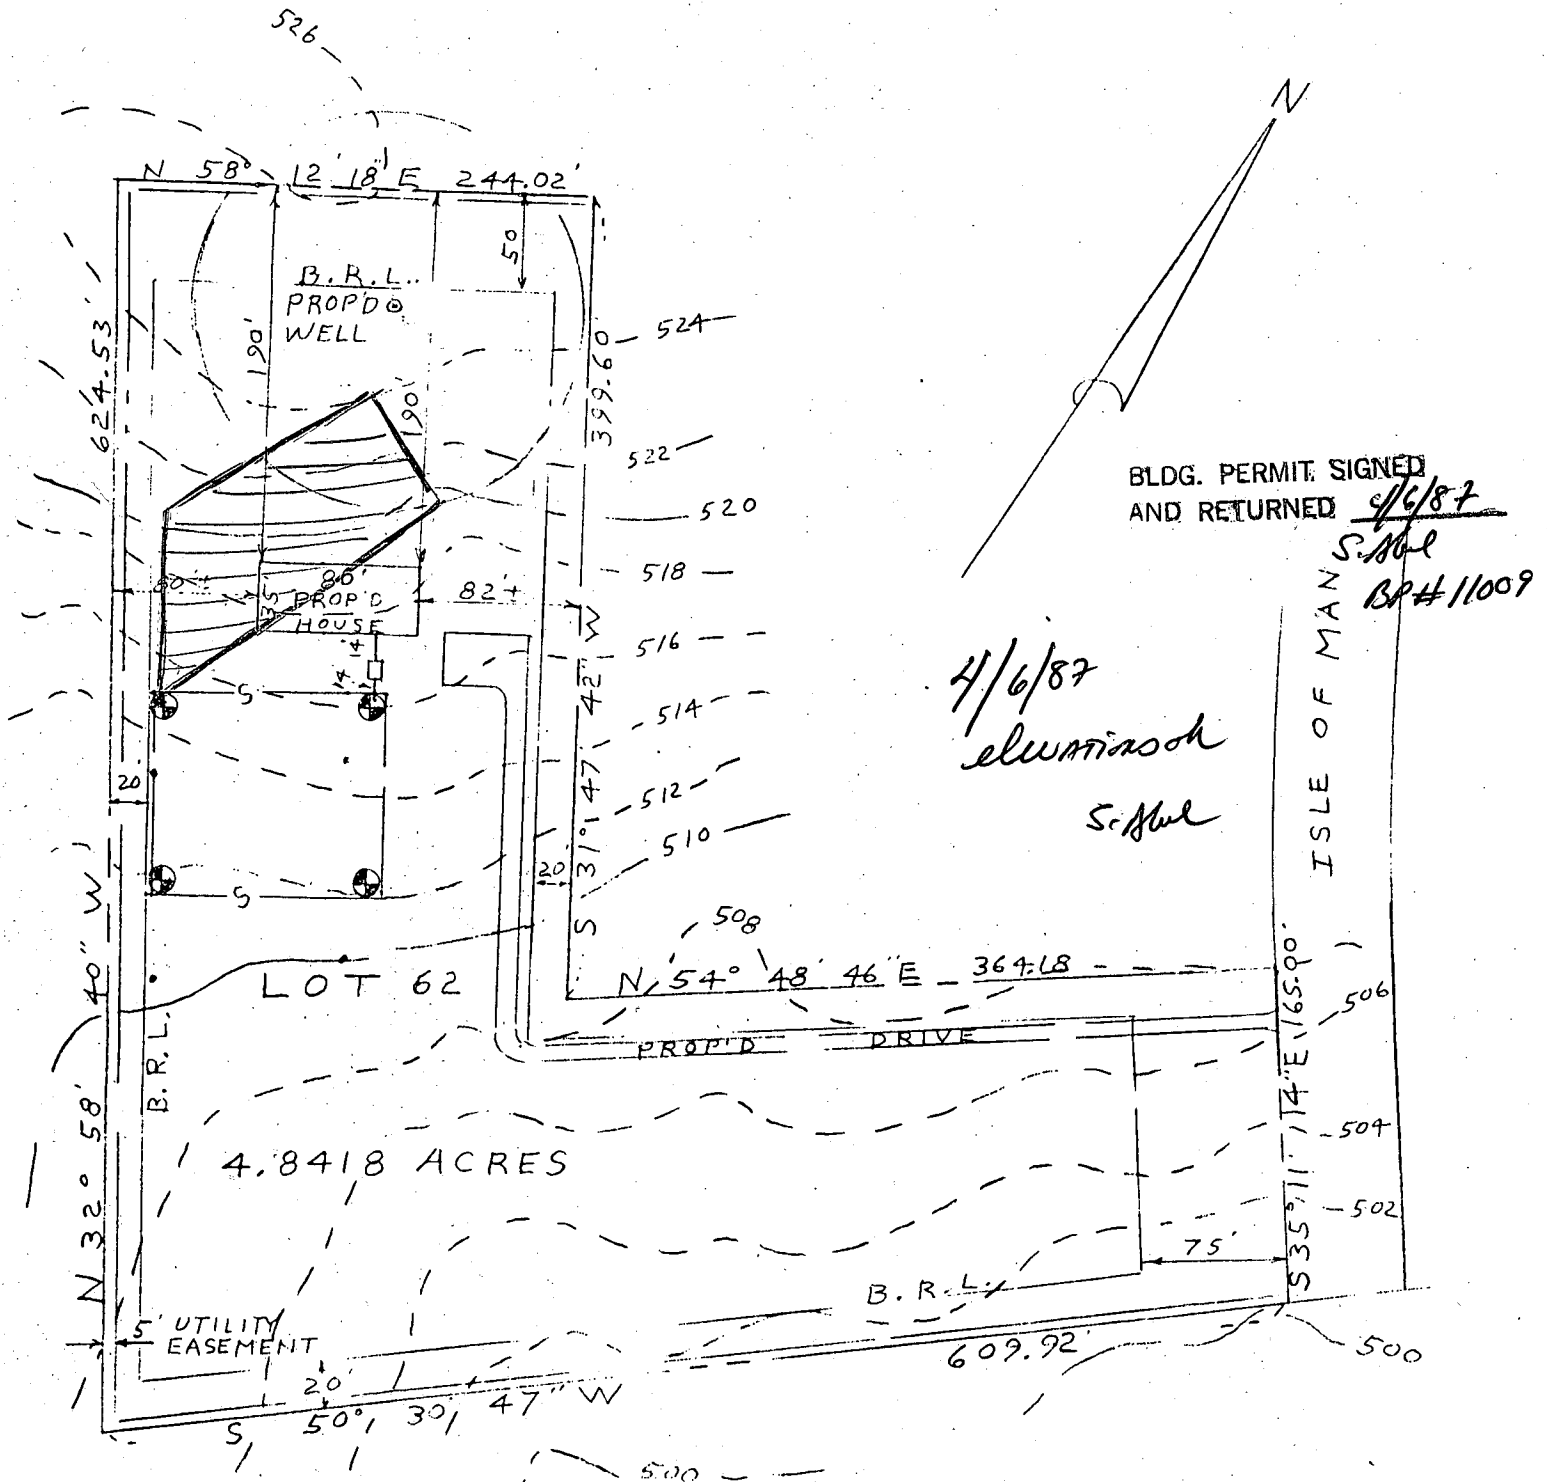 526
N 58° 12' 18" E 244.02'
50
B.R.L.
PROP'D
WELL
190'
190'
624.53'
399.60
524
522
520
518
516
514
512
510
508
506
504
502
500
500
80'±
86'
35'
PROP'D
HOUSE
82'±
14'
14'
S
S
20'
20'
S 31° 47' 42" W
N 32° 58' 40" W
LOT 62
B.R.L.
4.8418 ACRES
N 54° 48' 46" E 364.18
PROP'D DRIVE
S 35° 11' 14" E 165.00'
75'
B.R.L.
609.92'
5' UTILITY
EASEMENT
20'
S 50° 30' 47" W
N
BLDG. PERMIT SIGNED
AND RETURNED 4/6/87
BP# 11009
ISLE OF MAN
4/6/87
elevations ok